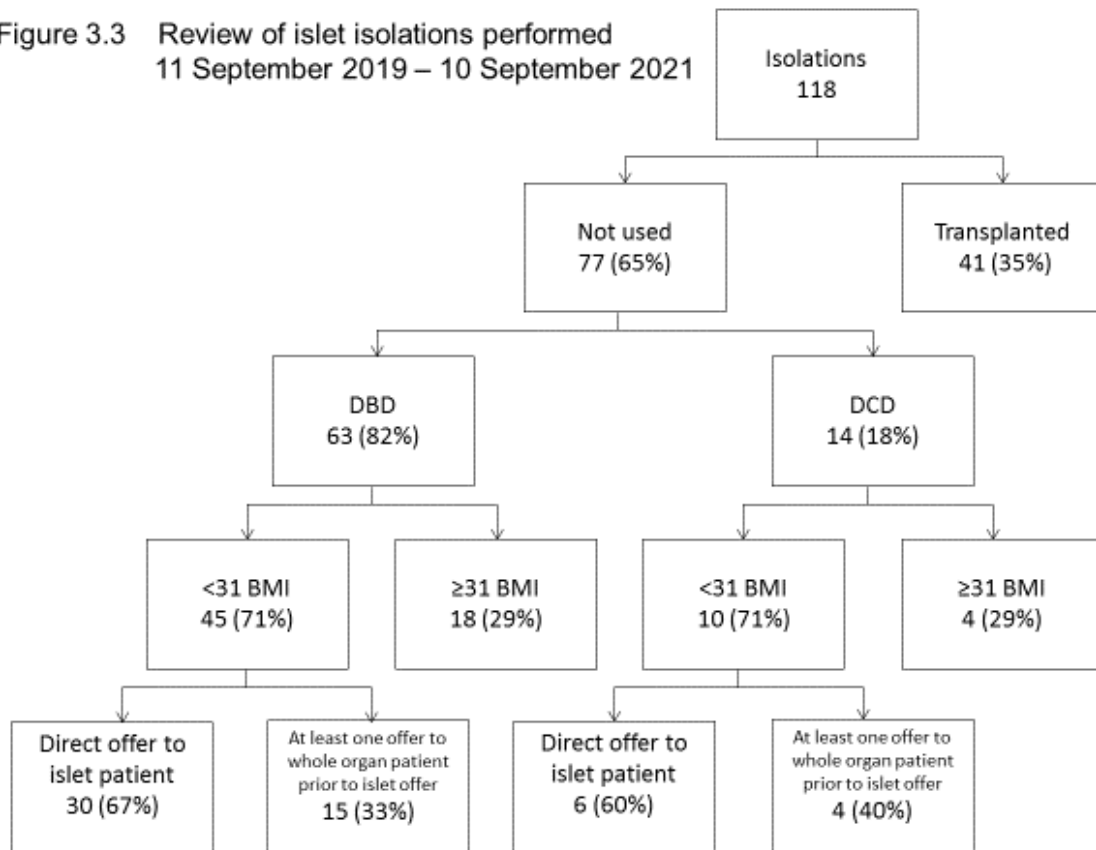 Figure 3.3 Review of islet isolations performed
11 September 2019 – 10 September 2021
Isolations
118
Not used
77 (65%)
Transplanted
41 (35%)
DBD
63 (82%)
DCD
14 (18%)
<31 BMI
45 (71%)
≥31 BMI
18 (29%)
<31 BMI
10 (71%)
≥31 BMI
4 (29%)
Direct offer to
islet patient
30 (67%)
At least one offer to
whole organ patient
prior to islet offer
15 (33%)
Direct offer to
islet patient
6 (60%)
At least one offer to
whole organ patient
prior to islet offer
4 (40%)